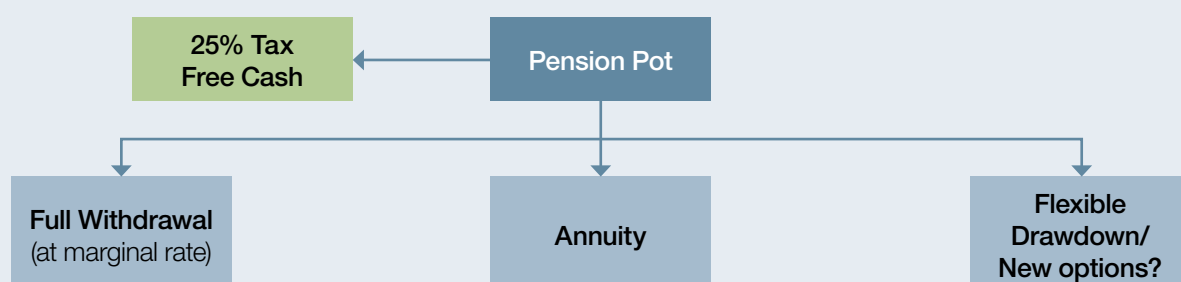 25% Tax
Free Cash
Pension Pot
Full Withdrawal
(at marginal rate)
Annuity
Flexible
Drawdown/
New options?